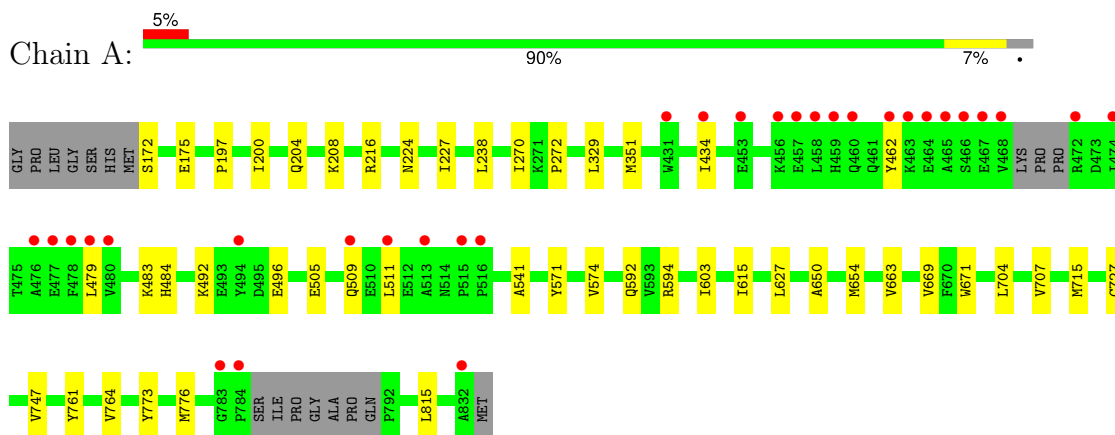 5%
Chain A:
90% 7% •
GLY PRO LEU GLY SER HIS MET S172 E175 P197 I200 Q204 K208 R216 N224 I227 L238 I270 K271 P272 L329 M351 W431 I434 E453 K456 E457 L458 H459 Q460 Q461 Y462 K463 E464 A465 S466 E467 V468 LYS PRO PRO R472 D473 I474
T475 A476 E477 F478 L479 V480 K483 H484 K492 E493 Y494 D495 E496 E505 Q509 E510 L511 E512 A513 N514 P515 P516 A541 Y571 V574 Q592 V593 R594 I603 I615 L627 A650 M654 V663 V669 F670 W671 L704 V707 M715
V747 Y761 V764 Y773 M776 G783 P784 SER ILE PRO GLY ALA PRO GLN P792 L815 A832 MET